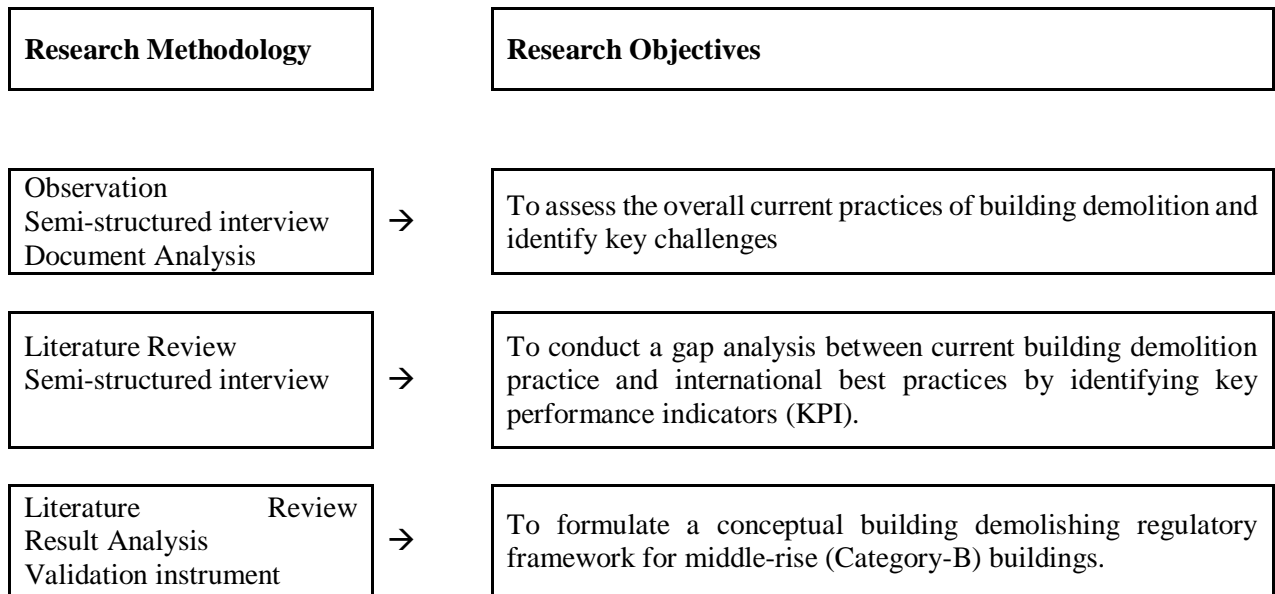 Research Methodology
Research Objectives
Observation
Semi-structured interview
Document Analysis
→
To assess the overall current practices of building demolition and
identify key challenges
Literature Review
Semi-structured interview
→
To conduct a gap analysis between current building demolition
practice and international best practices by identifying key
performance indicators (KPI).
Literature Review
Result Analysis
Validation instrument
→
To formulate a conceptual building demolishing regulatory
framework for middle-rise (Category-B) buildings.